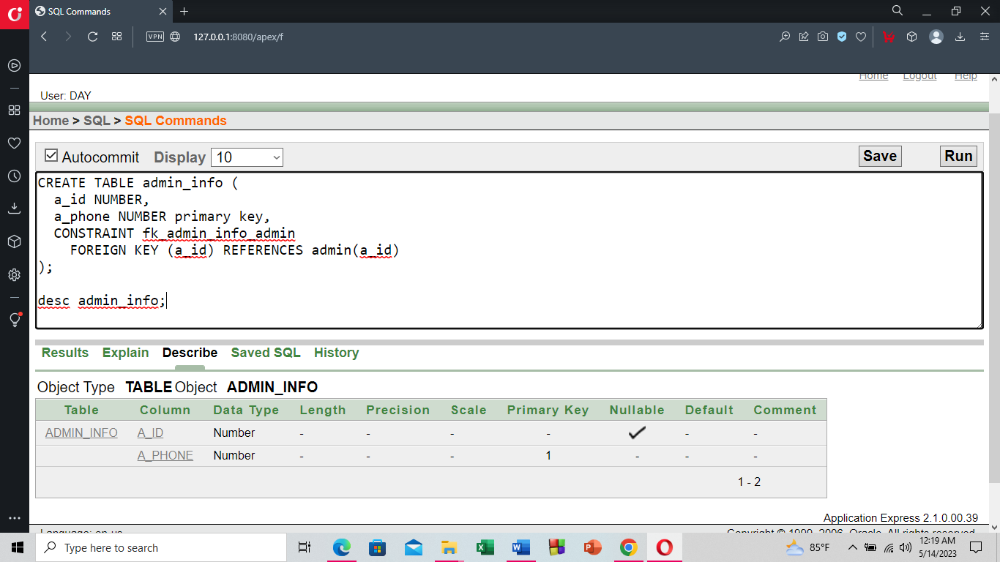 SQL Commands
VPN
127.0.0.1:8080/apex/f
Home Logout Help
User: DAY
Home > SQL > SQL Commands
Autocommit Display 10 Save Run
CREATE TABLE admin_info (
a_id NUMBER,
a_phone NUMBER primary key,
CONSTRAINT fk_admin_info_admin
FOREIGN KEY (a_id) REFERENCES admin(a_id)
);
desc admin_info;
Results Explain Describe Saved SQL History
Object Type TABLE Object ADMIN_INFO
Table Column Data Type Length Precision Scale Primary Key Nullable Default Comment
ADMIN_INFO A_ID Number - - - - ✓ - -
A_PHONE Number - - - 1 - - -
1 - 2
Application Express 2.1.0.00.39
Language: en-us Copyright © 1999, 2006, Oracle. All rights reserved.
Type here to search 85°F 12:19 AM
5/14/2023